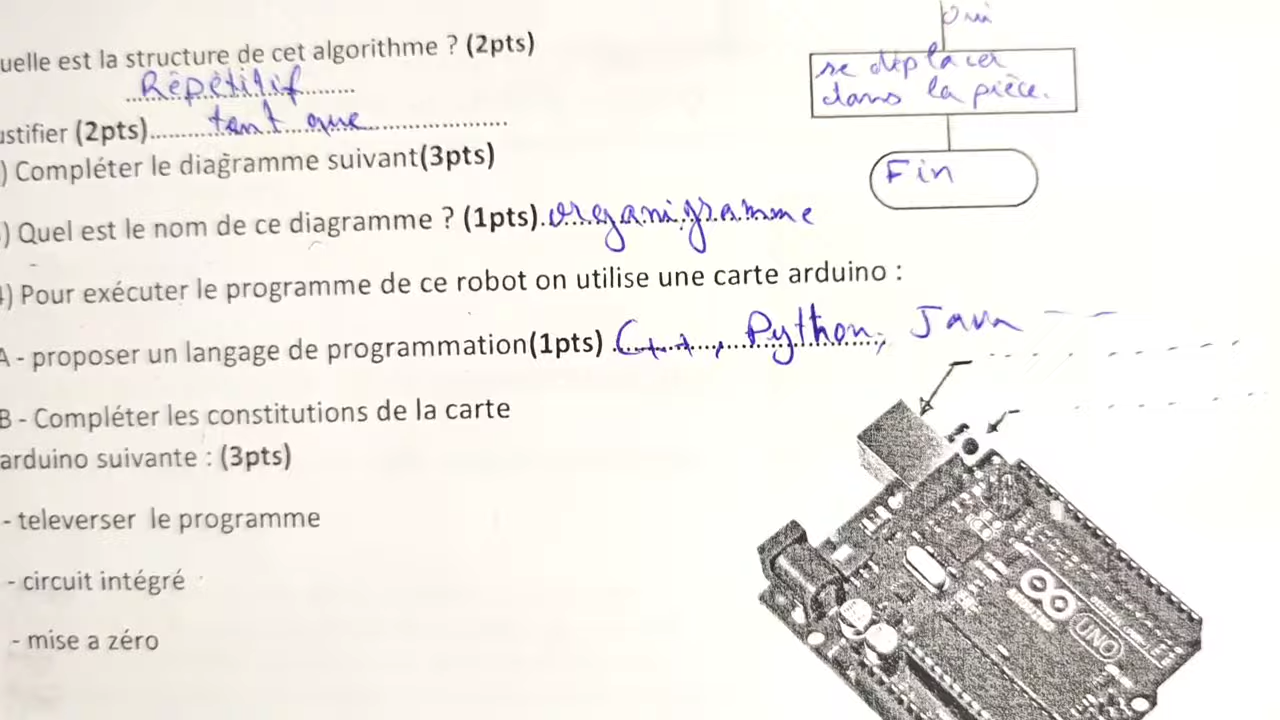 uelle est la structure de cet algorithme ? (2pts)
Répétitif
ustifier (2pts) tant que
) Compléter le diagramme suivant(3pts)
) Quel est le nom de ce diagramme ? (1pts) oreganigramme
4) Pour exécuter le programme de ce robot on utilise une carte arduino :
A - proposer un langage de programmation(1pts) C++, Python, Java
B - Compléter les constitutions de la carte
arduino suivante : (3pts)
- televerser le programme
- circuit intégré
- mise a zéro
oui
se déplacer
dans la pièce.
Fin
UNO